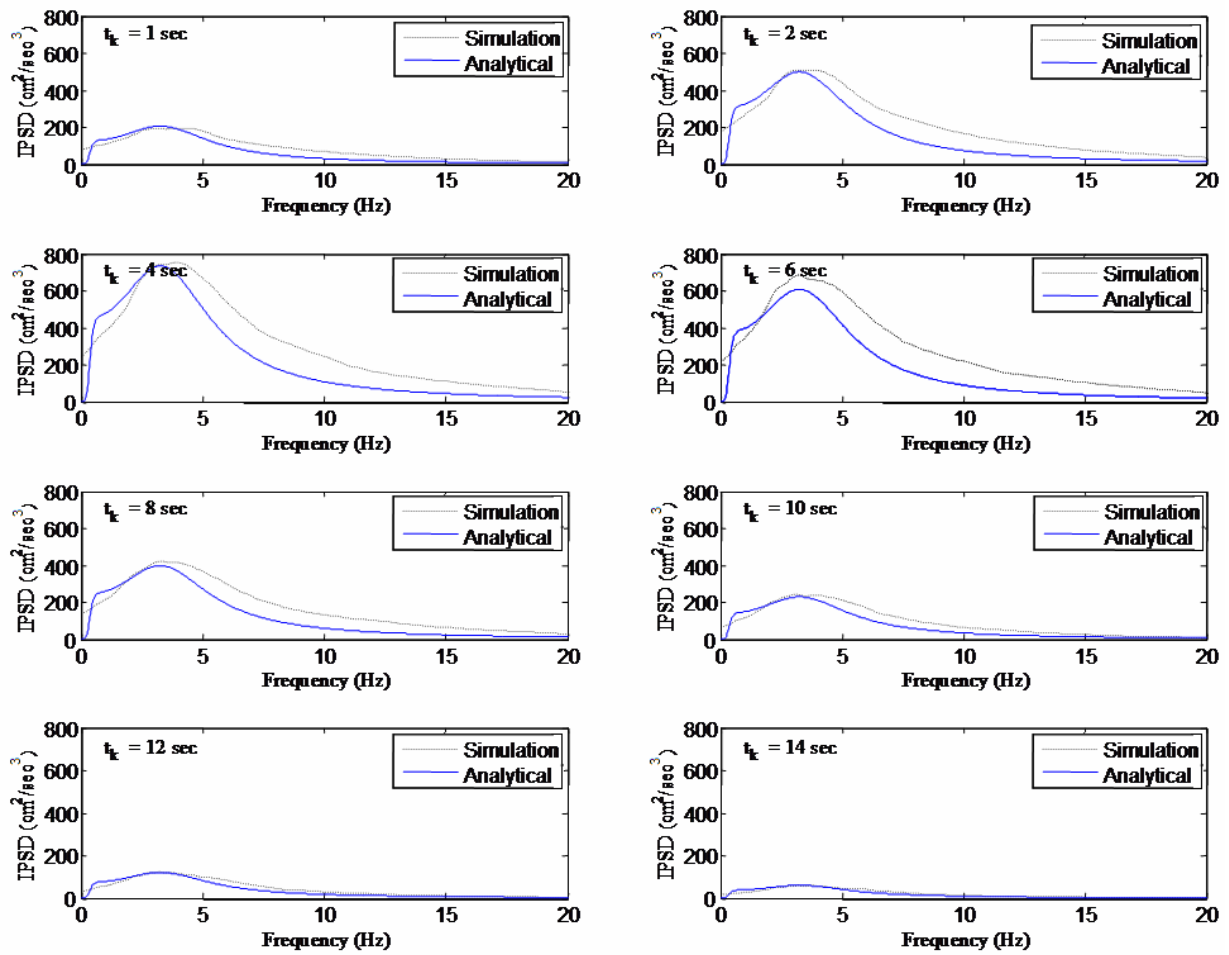 800
600
400
200
0
IPSD (cm²/sec³)
tₖ = 1 sec
Simulation
Analytical
0 5 10 15 20
Frequency (Hz)
800
600
400
200
0
IPSD (cm²/sec³)
tₖ = 2 sec
Simulation
Analytical
0 5 10 15 20
Frequency (Hz)
800
600
400
200
0
IPSD (cm²/sec³)
tₖ = 4 sec
Simulation
Analytical
0 5 10 15 20
Frequency (Hz)
800
600
400
200
0
IPSD (cm²/sec³)
tₖ = 6 sec
Simulation
Analytical
0 5 10 15 20
Frequency (Hz)
800
600
400
200
0
IPSD (cm²/sec³)
tₖ = 8 sec
Simulation
Analytical
0 5 10 15 20
Frequency (Hz)
800
600
400
200
0
IPSD (cm²/sec³)
tₖ = 10 sec
Simulation
Analytical
0 5 10 15 20
Frequency (Hz)
800
600
400
200
0
IPSD (cm²/sec³)
tₖ = 12 sec
Simulation
Analytical
0 5 10 15 20
Frequency (Hz)
800
600
400
200
0
IPSD (cm²/sec³)
tₖ = 14 sec
Simulation
Analytical
0 5 10 15 20
Frequency (Hz)